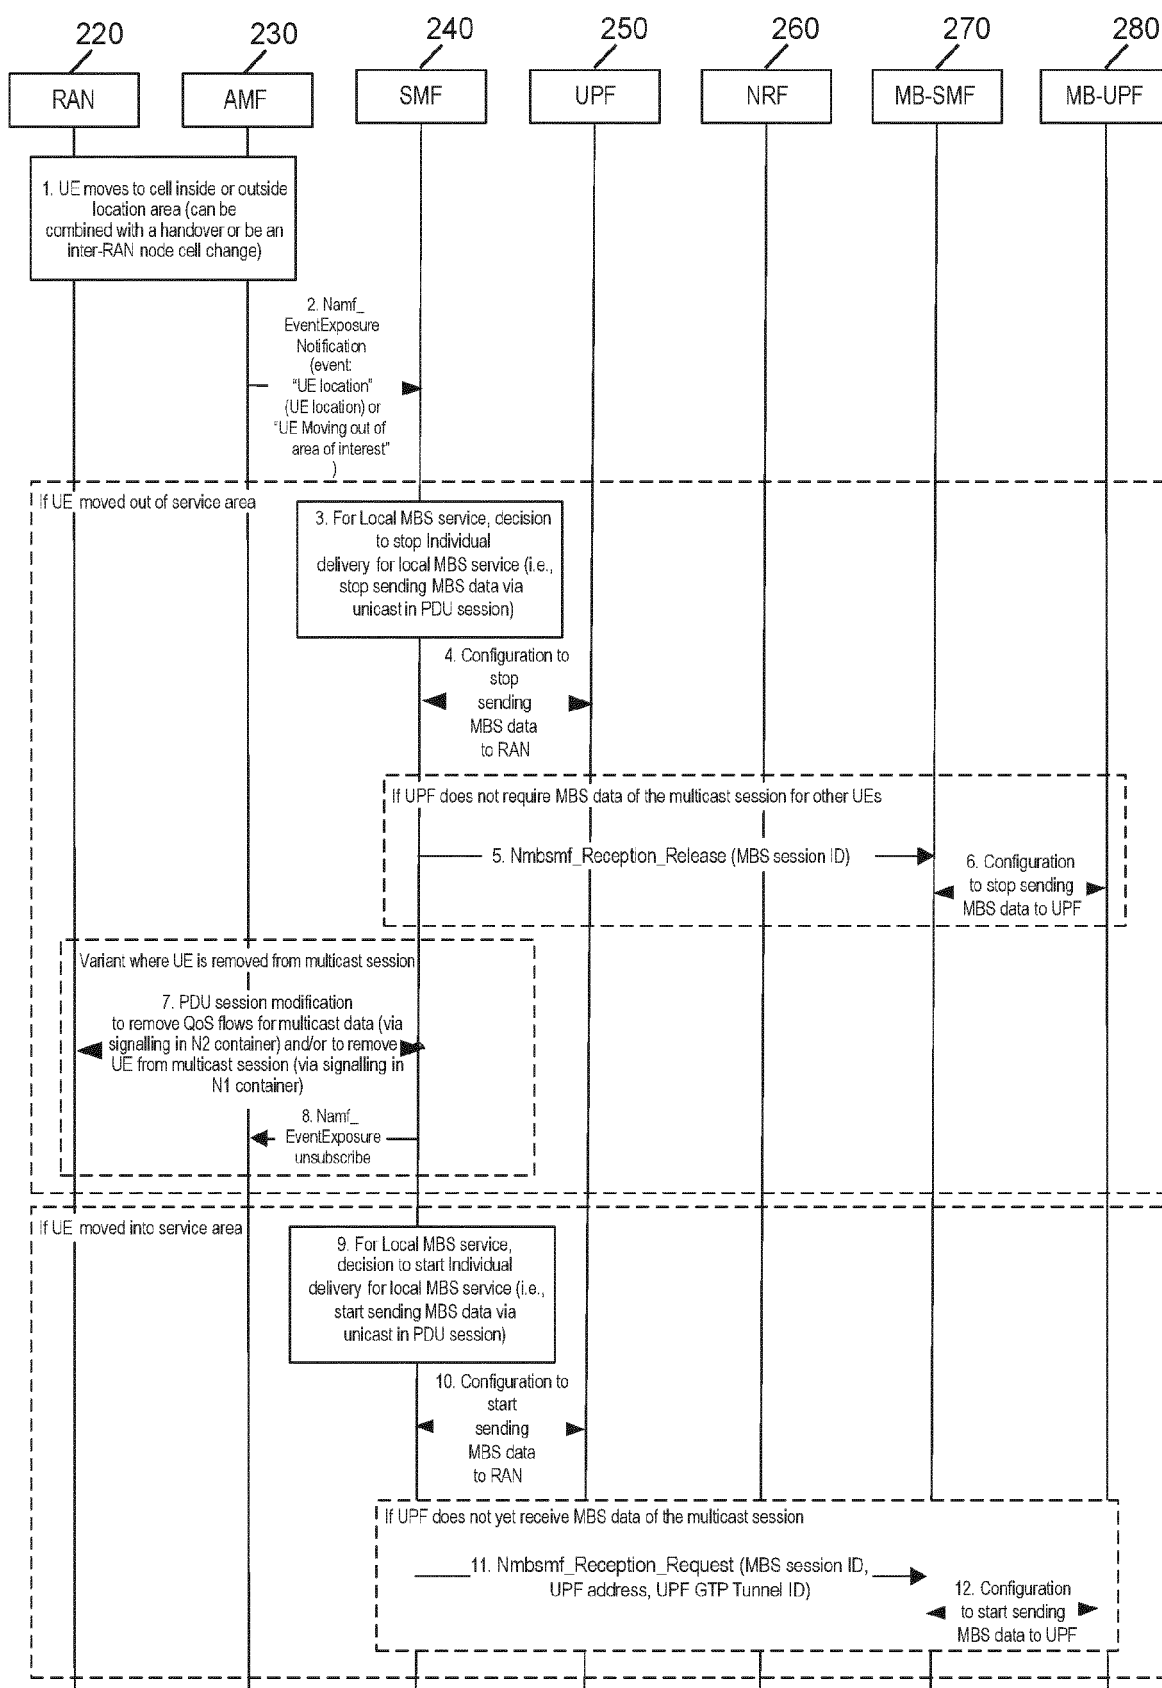 220 230 240 250 260 270 280
RAN AMF SMF UPF NRF MB-SMF MB-UPF
1. UE moves to cell inside or outside
location area (can be
combined with a handover or be an
inter-RAN node cell change)
2. Namf_
EventExposure
Notification
(event:
"UE location"
(UE location) or
"UE Moving out of
area of interest"
)
If UE moved out of service area
3. For Local MBS service, decision
to stop Individual
delivery for local MBS service (i.e.,
stop sending MBS data via
unicast in PDU session)
4. Configuration to
stop
sending
MBS data
to RAN
If UPF does not require MBS data of the multicast session for other UEs
5. Nmbsmf_Reception_Release (MBS session ID)
6. Configuration
to stop sending
MBS data to UPF
Variant where UE is removed from multicast session
7. PDU session modification
to remove QoS flows for multicast data (via
signalling in N2 container) and/or to remove
UE from multicast session (via signalling in
N1 container)
8. Namf_
EventExposure
unsubscribe
If UE moved into service area
9. For Local MBS service,
decision to start Individual
delivery for local MBS service (i.e.,
start sending MBS data via
unicast in PDU session)
10. Configuration to
start
sending
MBS data
to RAN
If UPF does not yet receive MBS data of the multicast session
11. Nmbsmf_Reception_Request (MBS session ID,
UPF address, UPF GTP Tunnel ID)
12. Configuration
to start sending
MBS data to UPF